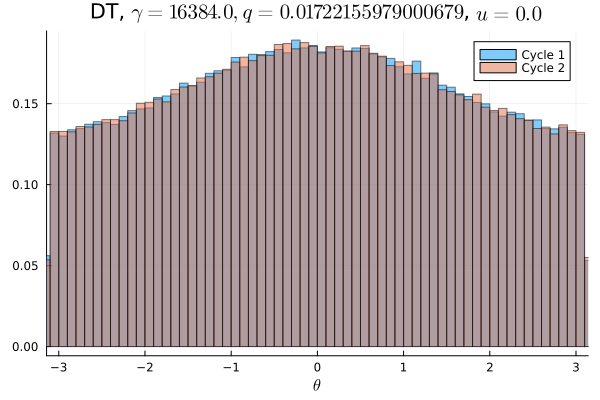 DT, γ = 16384.0, q = 0.01722155979000679, u = 0.0
Cycle 1
Cycle 2
0.15
0.10
0.05
0.00
−3 −2 −1 0 1 2 3
θ